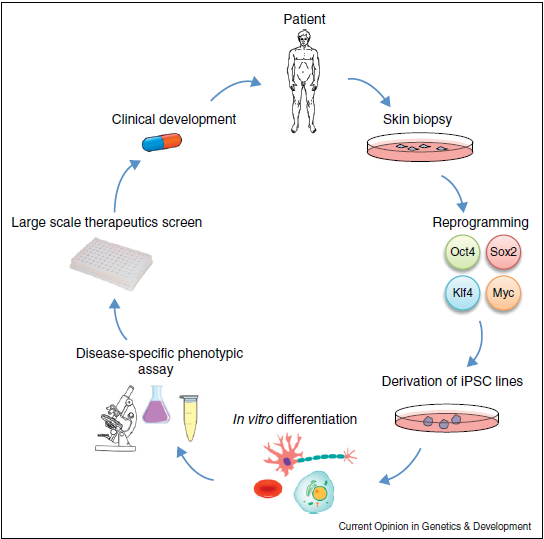 Patient
Skin biopsy
Reprogramming
Oct4
Sox2
Klf4
Myc
Derivation of iPSC lines
In vitro differentiation
Disease-specific phenotypic
assay
Large scale therapeutics screen
Clinical development
Current Opinion in Genetics & Development